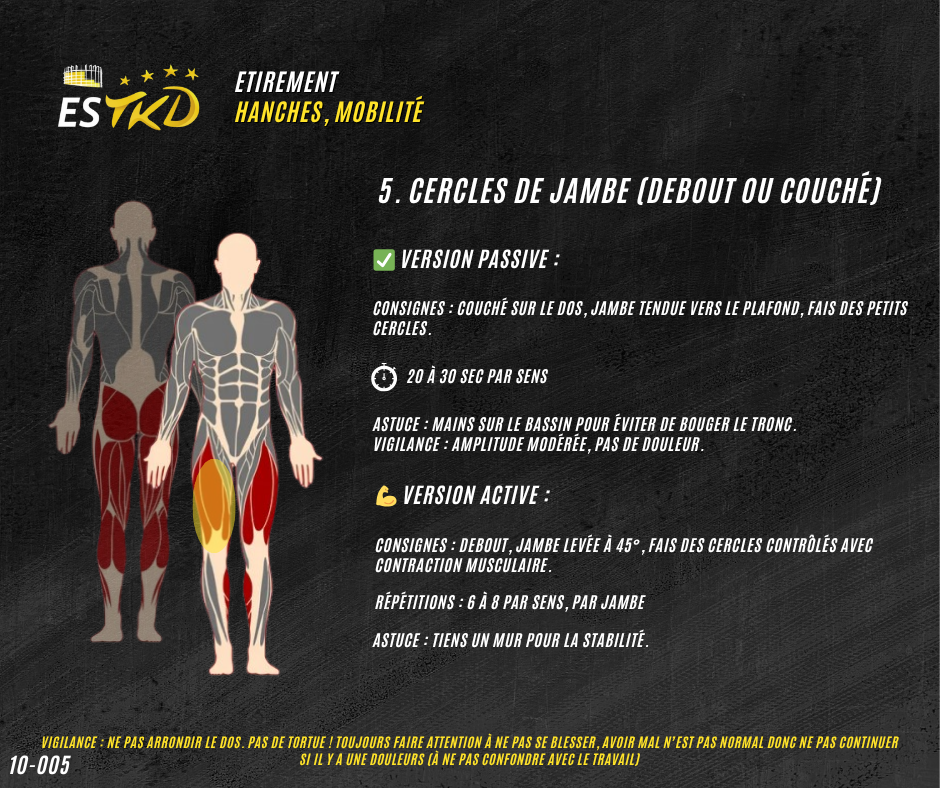 ES TKD
ETIREMENT
HANCHES, MOBILITÉ
5. CERCLES DE JAMBE (DEBOUT OU COUCHÉ)
✅ VERSION PASSIVE :
CONSIGNES : COUCHÉ SUR LE DOS, JAMBE TENDUE VERS LE PLAFOND, FAIS DES PETITS
CERCLES.
20 À 30 SEC PAR SENS
ASTUCE : MAINS SUR LE BASSIN POUR ÉVITER DE BOUGER LE TRONC.
VIGILANCE : AMPLITUDE MODÉRÉE, PAS DE DOULEUR.
💪 VERSION ACTIVE :
CONSIGNES : DEBOUT, JAMBE LEVÉE À 45°, FAIS DES CERCLES CONTRÔLÉS AVEC
CONTRACTION MUSCULAIRE.
RÉPÉTITIONS : 6 À 8 PAR SENS, PAR JAMBE
ASTUCE : TIENS UN MUR POUR LA STABILITÉ.
VIGILANCE : NE PAS ARRONDIR LE DOS. PAS DE TORTUE ! TOUJOURS FAIRE ATTENTION À NE PAS SE BLESSER, AVOIR MAL N'EST PAS NORMAL DONC NE PAS CONTINUER
SI IL Y A UNE DOULEURS (À NE PAS CONFONDRE AVEC LE TRAVAIL)
10-005